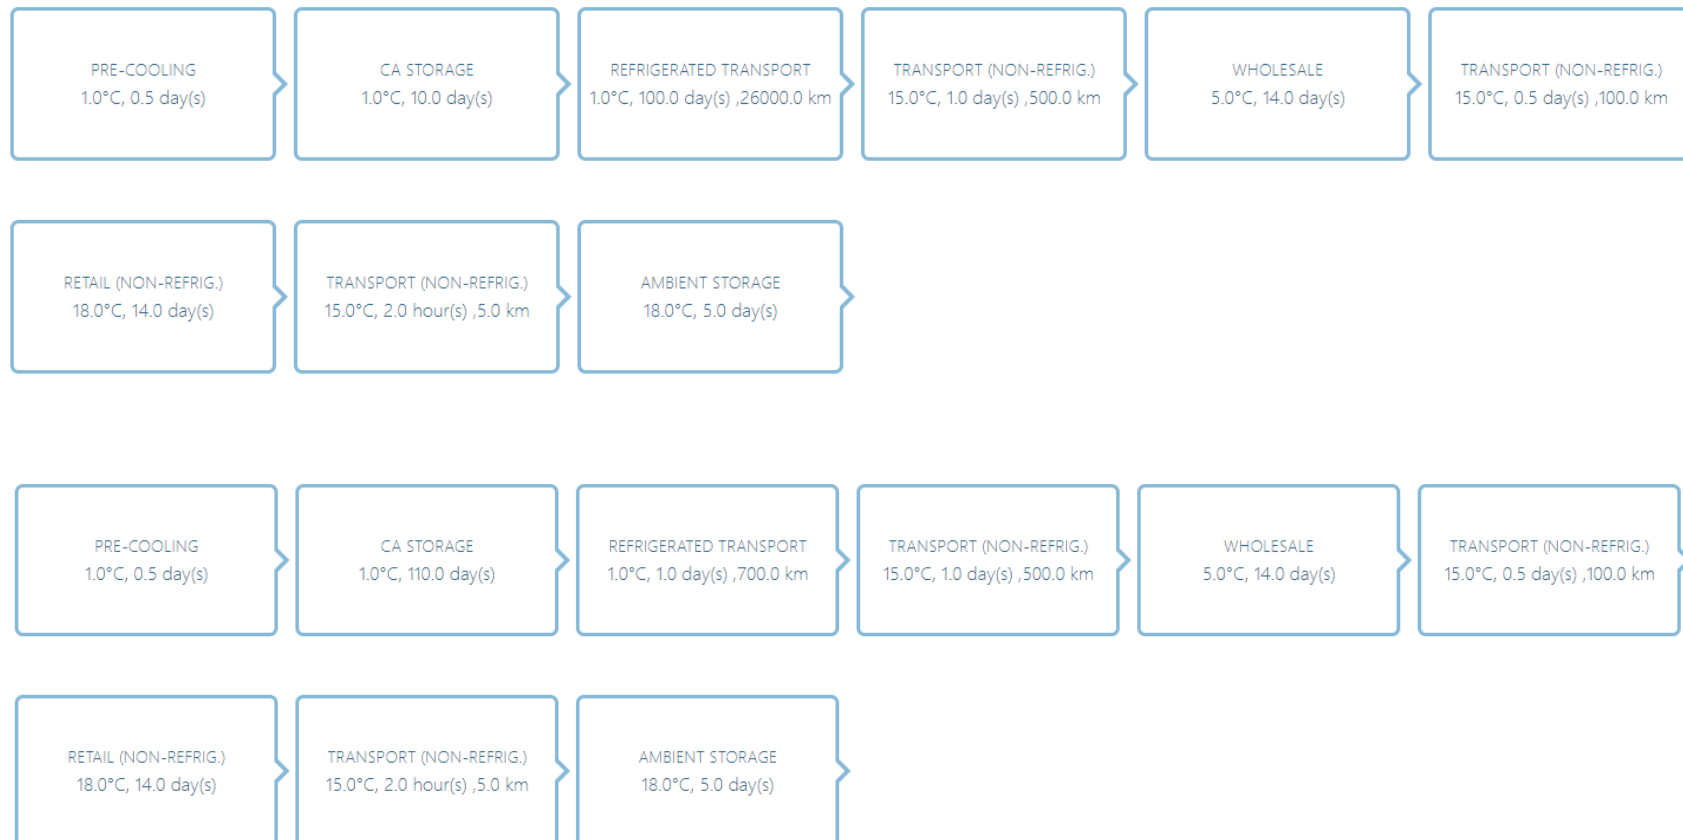 PRE-COOLING
1.0°C, 0.5 day(s)
CA STORAGE
1.0°C, 10.0 day(s)
REFRIGERATED TRANSPORT
1.0°C, 100.0 day(s) ,26000.0 km
TRANSPORT (NON-REFRIG.)
15.0°C, 1.0 day(s) ,500.0 km
WHOLESALE
5.0°C, 14.0 day(s)
TRANSPORT (NON-REFRIG.)
15.0°C, 0.5 day(s) ,100.0 km
RETAIL (NON-REFRIG.)
18.0°C, 14.0 day(s)
TRANSPORT (NON-REFRIG.)
15.0°C, 2.0 hour(s) ,5.0 km
AMBIENT STORAGE
18.0°C, 5.0 day(s)
PRE-COOLING
1.0°C, 0.5 day(s)
CA STORAGE
1.0°C, 110.0 day(s)
REFRIGERATED TRANSPORT
1.0°C, 1.0 day(s) ,700.0 km
TRANSPORT (NON-REFRIG.)
15.0°C, 1.0 day(s) ,500.0 km
WHOLESALE
5.0°C, 14.0 day(s)
TRANSPORT (NON-REFRIG.)
15.0°C, 0.5 day(s) ,100.0 km
RETAIL (NON-REFRIG.)
18.0°C, 14.0 day(s)
TRANSPORT (NON-REFRIG.)
15.0°C, 2.0 hour(s) ,5.0 km
AMBIENT STORAGE
18.0°C, 5.0 day(s)